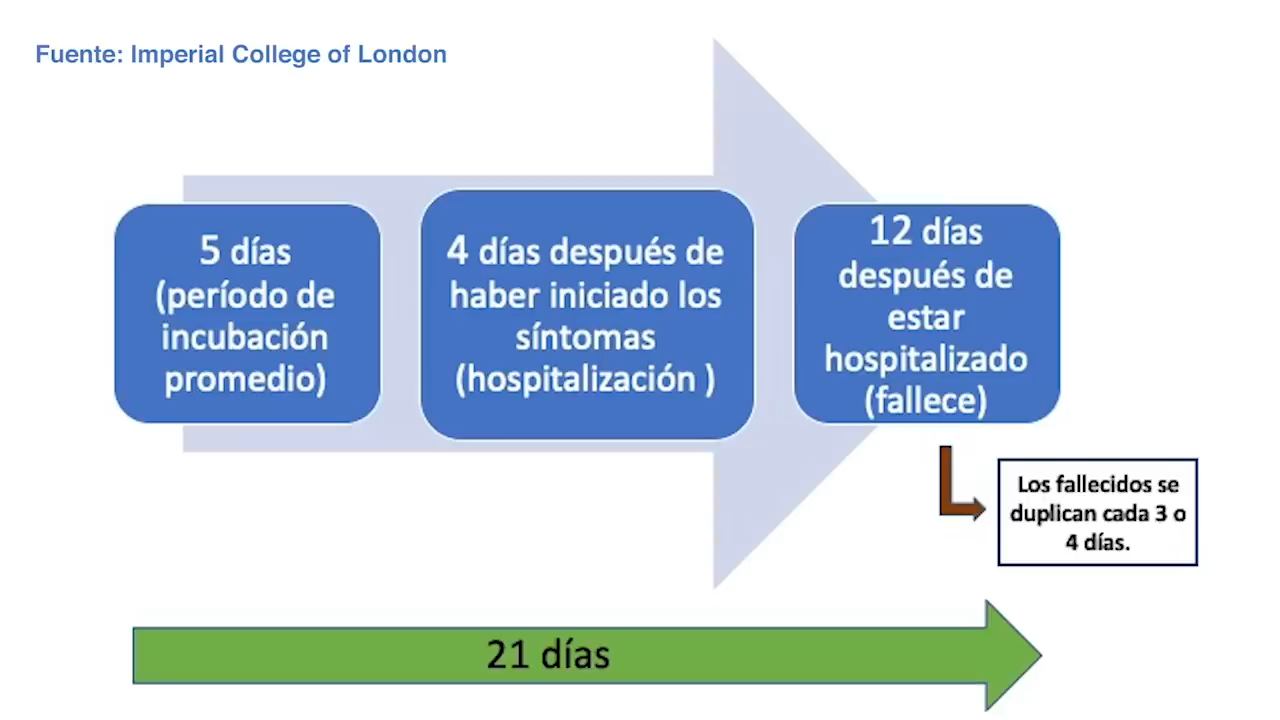 Fuente: Imperial College of London
5 días
(período de
incubación
promedio)
4 días después de
haber iniciado los
síntomas
(hospitalización )
12 días
después de
estar
hospitalizado
(fallece)
Los fallecidos se
duplican cada 3 o
4 días.
21 días